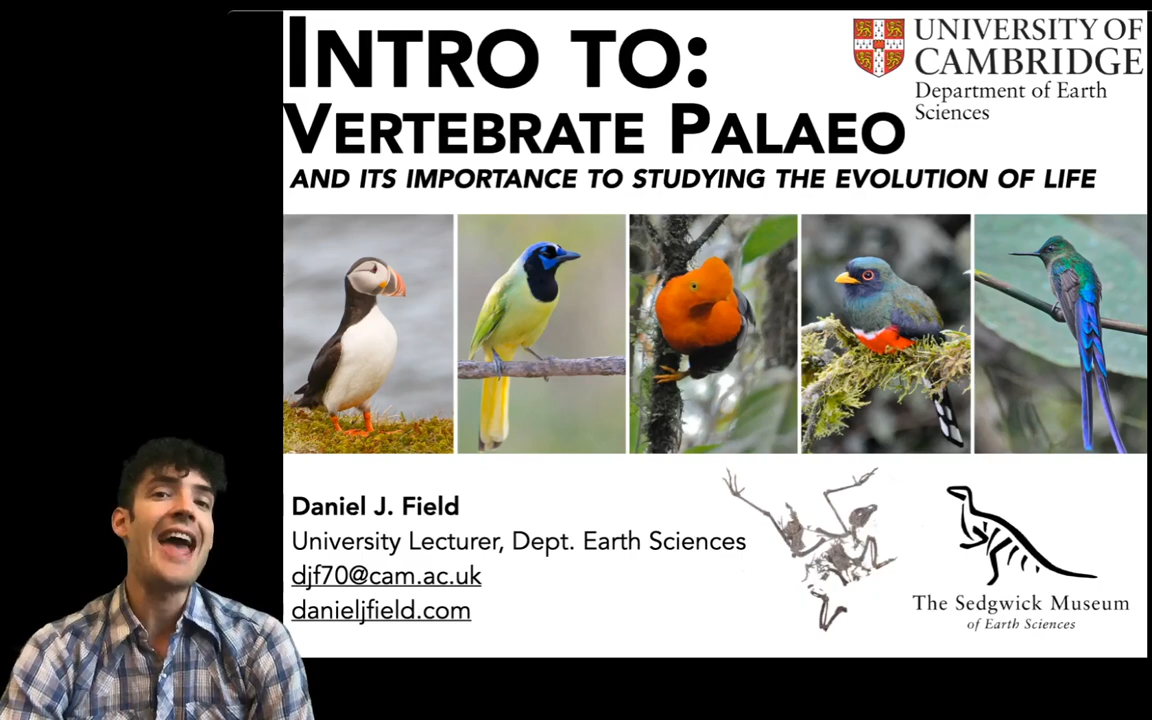 INTRO TO:
VERTEBRATE PALAEO
AND ITS IMPORTANCE TO STUDYING THE EVOLUTION OF LIFE
UNIVERSITY OF
CAMBRIDGE
Department of Earth
Sciences
Daniel J. Field
University Lecturer, Dept. Earth Sciences
djf70@cam.ac.uk
danieljfield.com
The Sedgwick Museum
of Earth Sciences